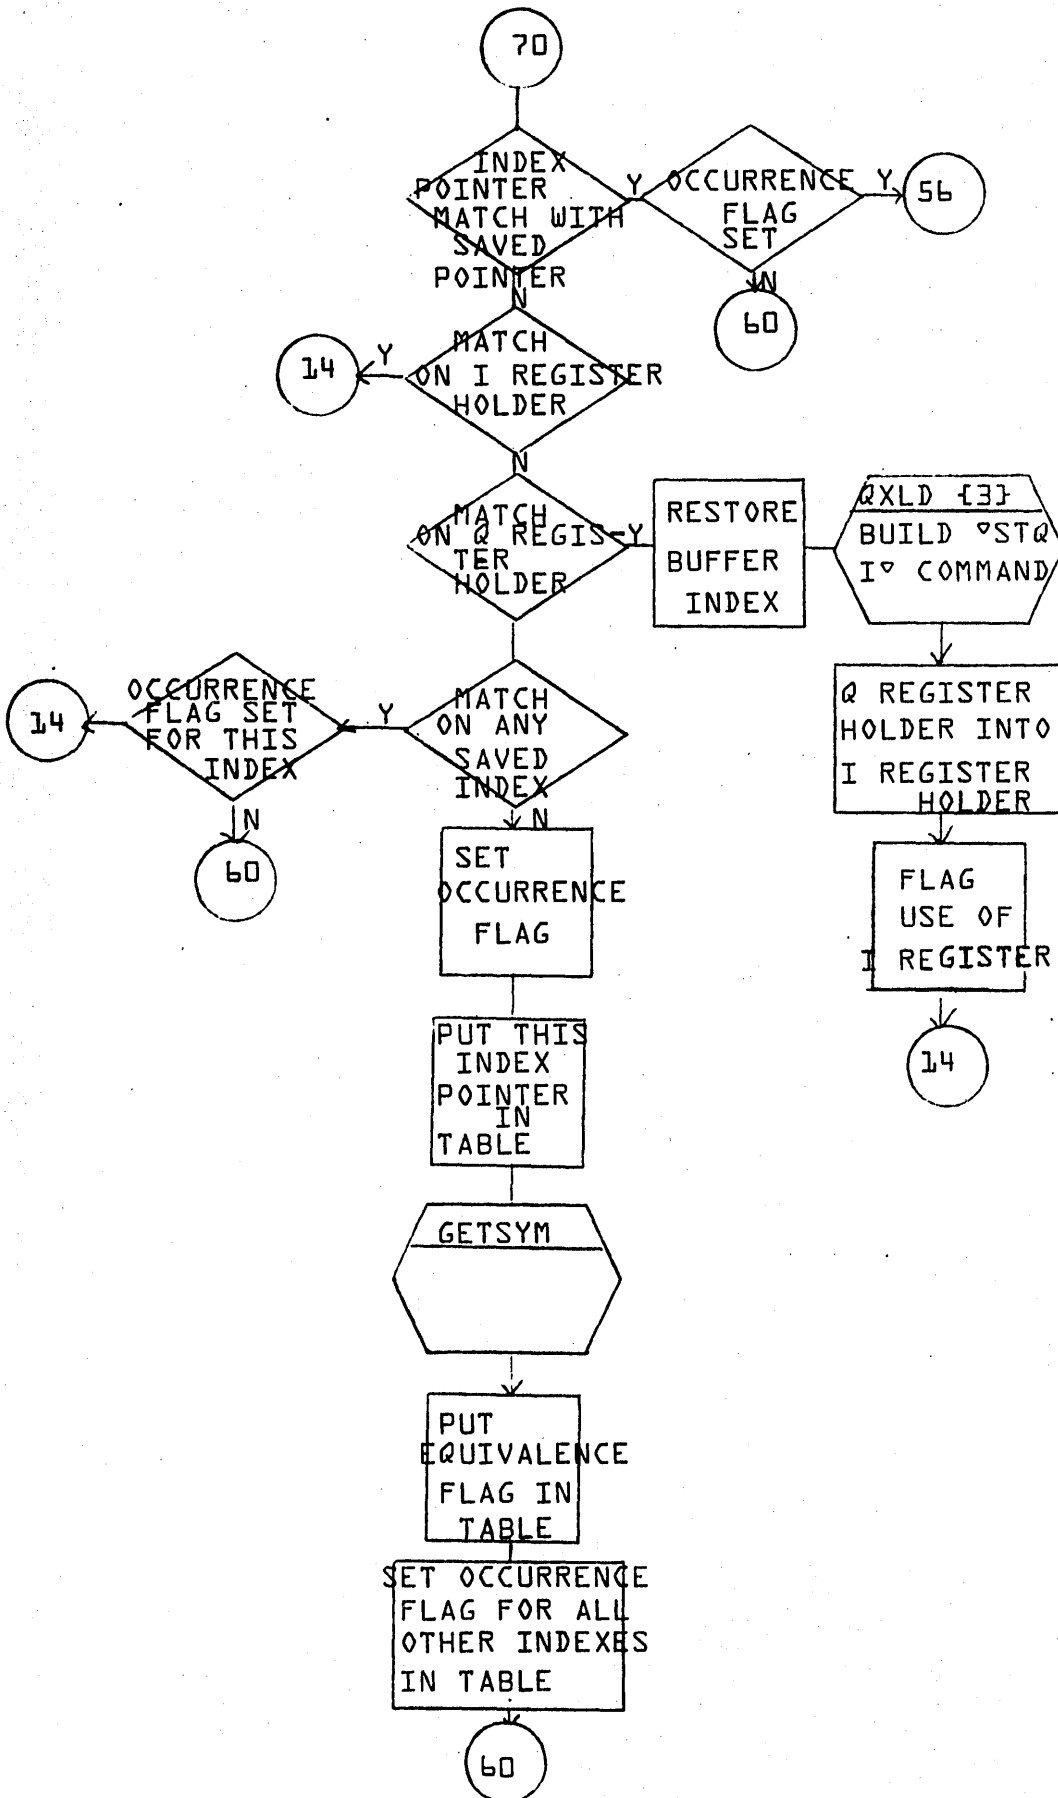 70
INDEX
POINTER
MATCH WITH
SAVED
POINTER
Y
OCCURRENCE
FLAG
SET
Y
56
N
60
N
MATCH
ON I REGISTER
HOLDER
Y
14
N
MATCH
ON Q REGIS-
TER
HOLDER
Y
RESTORE
BUFFER
INDEX
QXLD {3}
BUILD °STQ
I° COMMAND
Q REGISTER
HOLDER INTO
I REGISTER
HOLDER
FLAG
USE OF
I REGISTER
14
MATCH
ON ANY
SAVED
INDEX
Y
OCCURRENCE
FLAG SET
FOR THIS
INDEX
14
N
60
N
SET
OCCURRENCE
FLAG
PUT THIS
INDEX
POINTER
IN
TABLE
GETSYM
PUT
EQUIVALENCE
FLAG IN
TABLE
SET OCCURRENCE
FLAG FOR ALL
OTHER INDEXES
IN TABLE
60